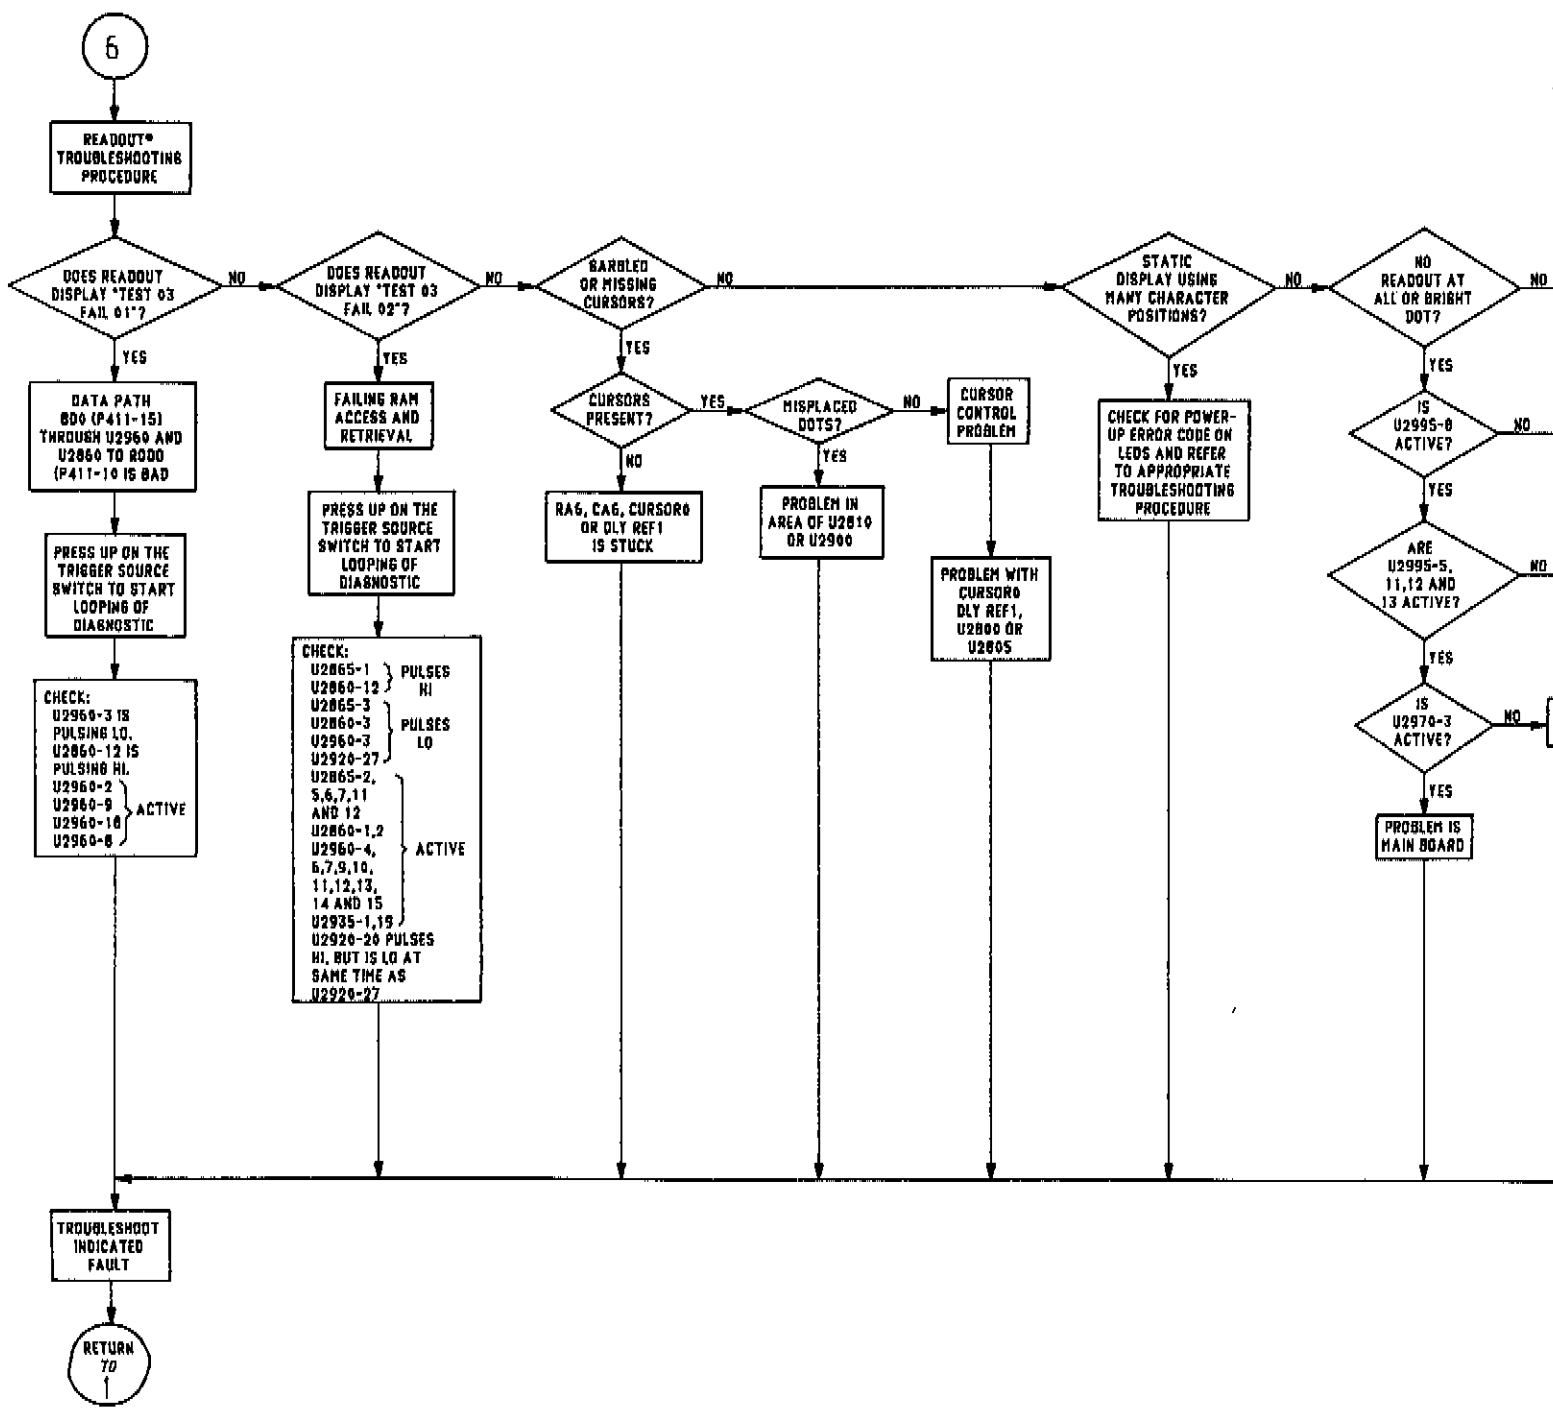 6
READOUT*
TROUBLESHOOTING
PROCEDURE
DOES READOUT
DISPLAY "TEST 03
FAIL 01"?
NO
YES
DATA PATH
BD0 (P411-15)
THROUGH U2960 AND
U2860 TO RODO
(P411-10 IS BAD
PRESS UP ON THE
TRIGGER SOURCE
SWITCH TO START
LOOPING OF
DIAGNOSTIC
CHECK:
U2960-3 IS
PULSING LO.
U2860-12 IS
PULSING HI.
U2960-2
U2960-9
U2960-18
U2960-8
ACTIVE
DOES READOUT
DISPLAY "TEST 03
FAIL 02"?
NO
YES
FAILING RAM
ACCESS AND
RETRIEVAL
PRESS UP ON THE
TRIGGER SOURCE
SWITCH TO START
LOOPING OF
DIAGNOSTIC
CHECK:
U2865-1
U2860-12
PULSES
HI
U2865-3
U2860-3
U2960-3
U2920-27
PULSES
LO
U2865-2,
5,6,7,11
AND 12
U2860-1,2
U2960-4,
6,7,9,10,
11,12,13,
14 AND 15
U2935-1,19
ACTIVE
U2920-20 PULSES
HI, BUT IS LO AT
SAME TIME AS
U2920-27
GARBLED
OR MISSING
CURSORS?
NO
YES
CURSORS
PRESENT?
YES
NO
RA6, CA6, CURSOR0
OR DLY REF1
IS STUCK
MISPLACED
DOTS?
NO
YES
PROBLEM IN
AREA OF U2810
OR U2900
CURSOR
CONTROL
PROBLEM
PROBLEM WITH
CURSOR0
DLY REF1,
U2800 OR
U2805
STATIC
DISPLAY USING
MANY CHARACTER
POSITIONS?
NO
YES
CHECK FOR POWER-
UP ERROR CODE ON
LEDS AND REFER
TO APPROPRIATE
TROUBLESHOOTING
PROCEDURE
NO
READOUT AT
ALL OR BRIGHT
DOT?
NO
YES
IS
U2995-8
ACTIVE?
NO
YES
ARE
U2995-5,
11,12 AND
13 ACTIVE?
NO
YES
IS
U2970-3
ACTIVE?
NO
YES
PROBLEM IS
MAIN BOARD
TROUBLESHOOT
INDICATED
FAULT
RETURN
TO